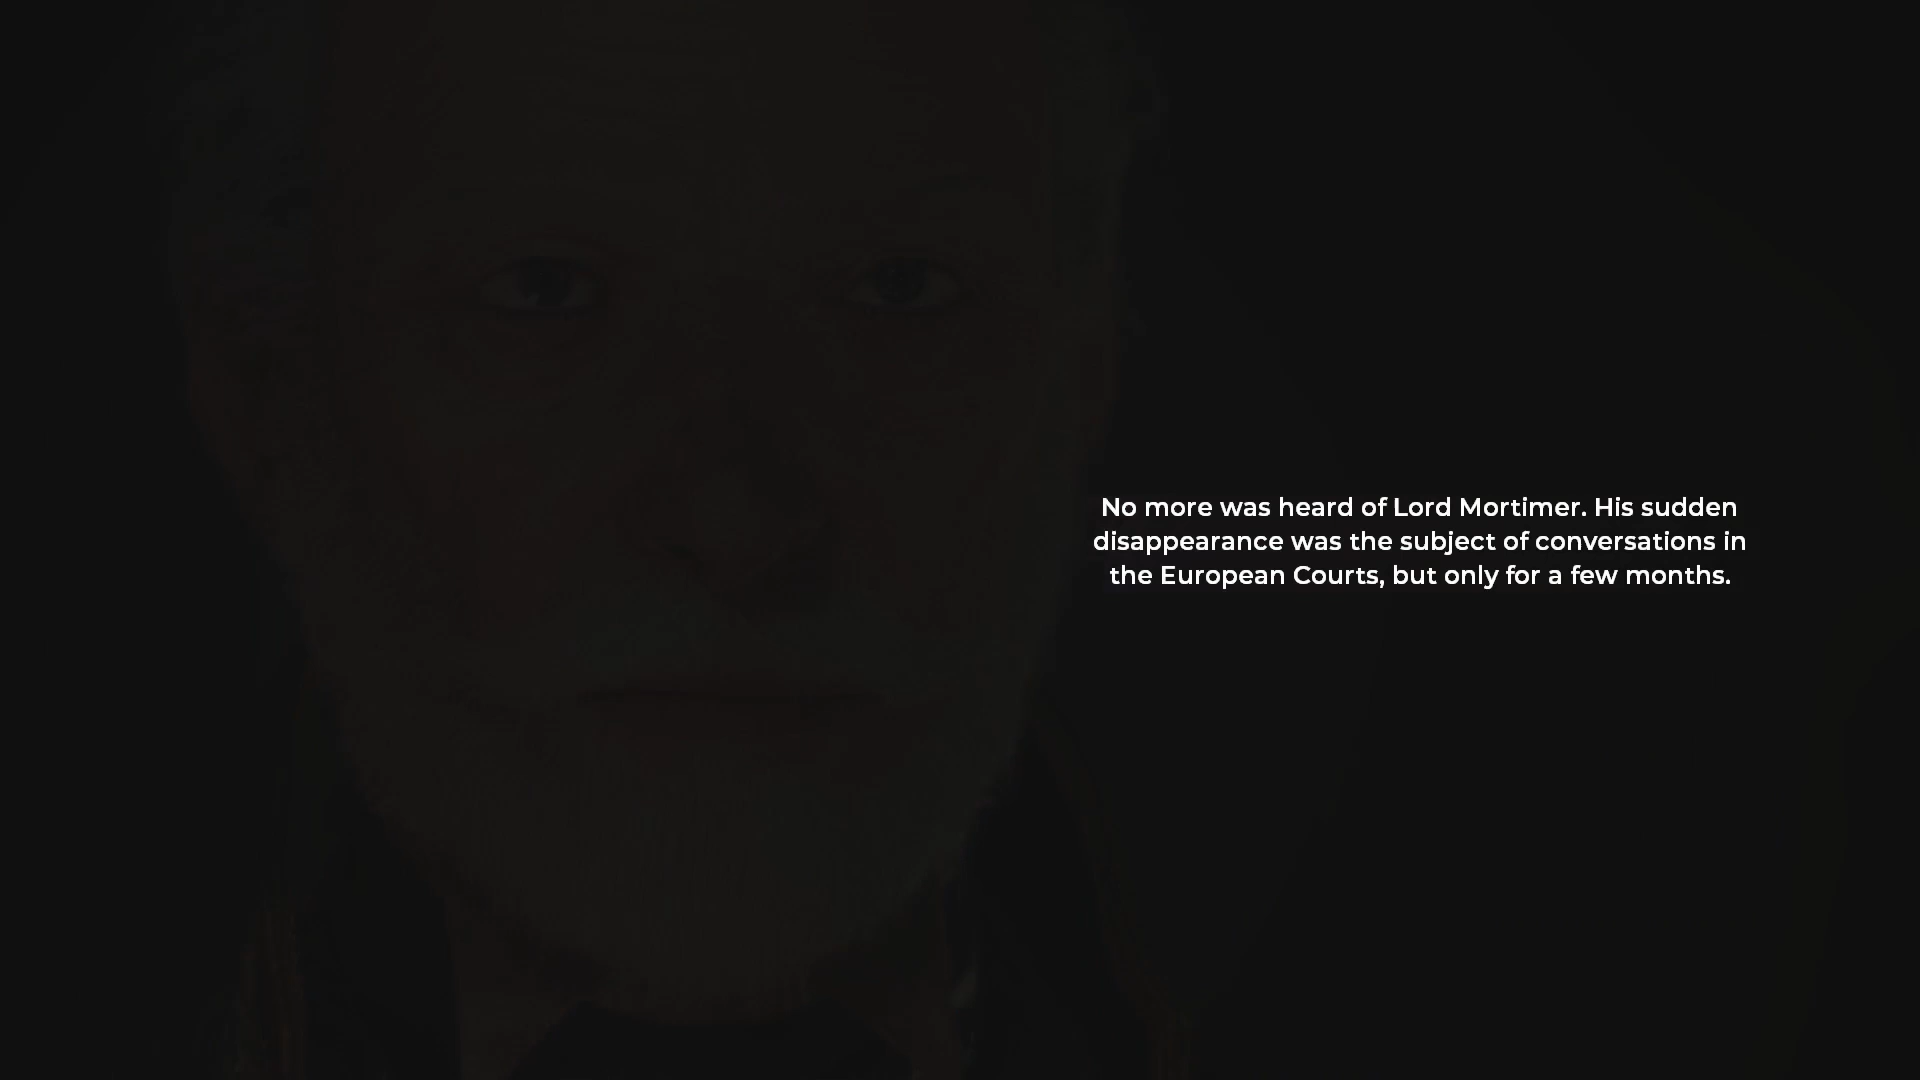 No more was heard of Lord Mortimer. His sudden
disappearance was the subject of conversations in
the European Courts, but only for a few months.